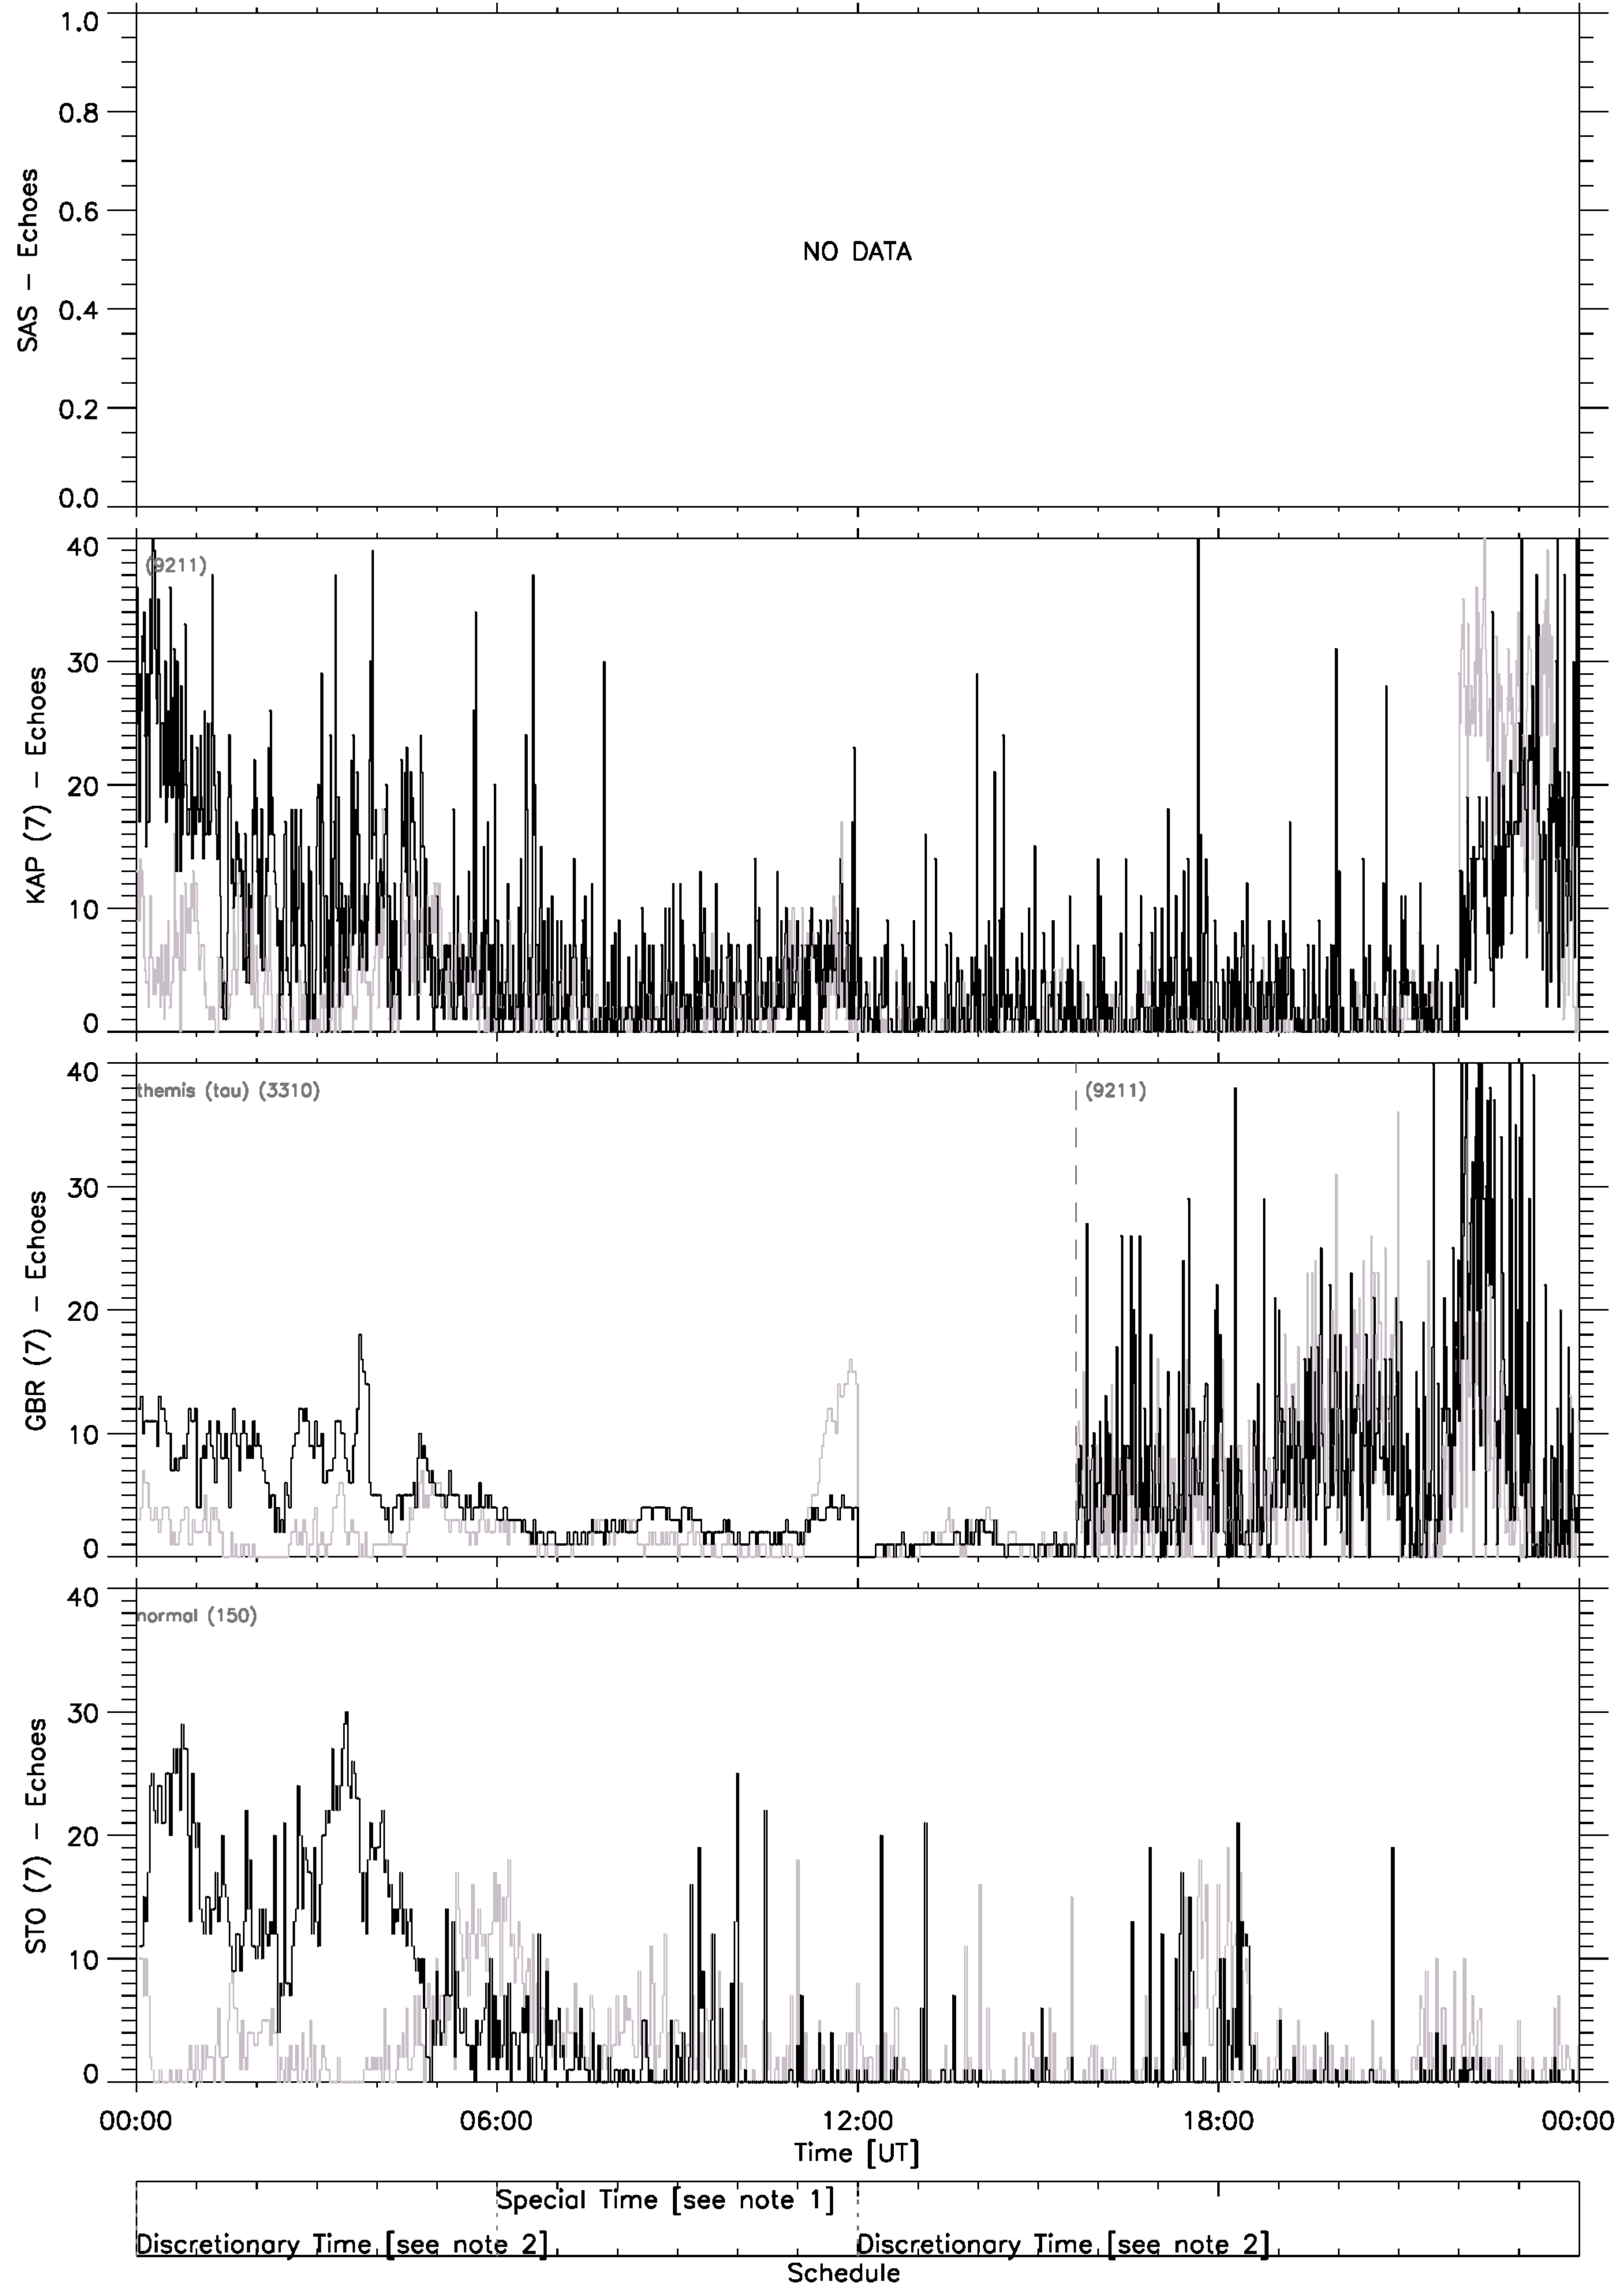 1.0
0.8
0.6
0.4
0.2
0.0
SAS - Echoes
NO DATA
40
30
20
10
0
KAP (7) - Echoes
(9211)
40
30
20
10
0
GBR (7) - Echoes
themis (tau) (3310)
(9211)
40
30
20
10
0
STO (7) - Echoes
normal (150)
00:00
06:00
12:00
18:00
00:00
Time [UT]
Special Time [see note 1]
Discretionary Time [see note 2]
Discretionary Time [see note 2]
Schedule